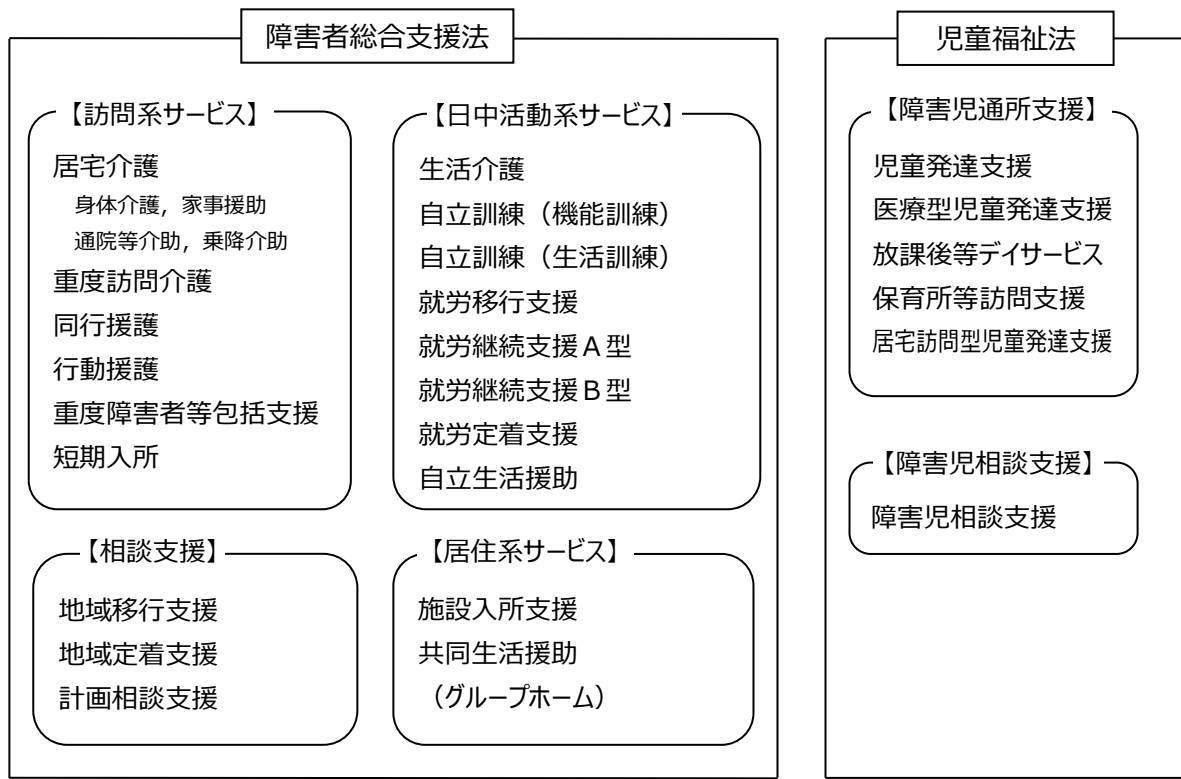 障害者総合支援法
【訪問系サービス】
居宅介護
身体介護，家事援助
通院等介助，乗降介助
重度訪問介護
同行援護
行動援護
重度障害者等包括支援
短期入所
【日中活動系サービス】
生活介護
自立訓練（機能訓練）
自立訓練（生活訓練）
就労移行支援
就労継続支援Ａ型
就労継続支援Ｂ型
就労定着支援
自立生活援助
【相談支援】
地域移行支援
地域定着支援
計画相談支援
【居住系サービス】
施設入所支援
共同生活援助
（グループホーム）
児童福祉法
【障害児通所支援】
児童発達支援
医療型児童発達支援
放課後等デイサービス
保育所等訪問支援
居宅訪問型児童発達支援
【障害児相談支援】
障害児相談支援